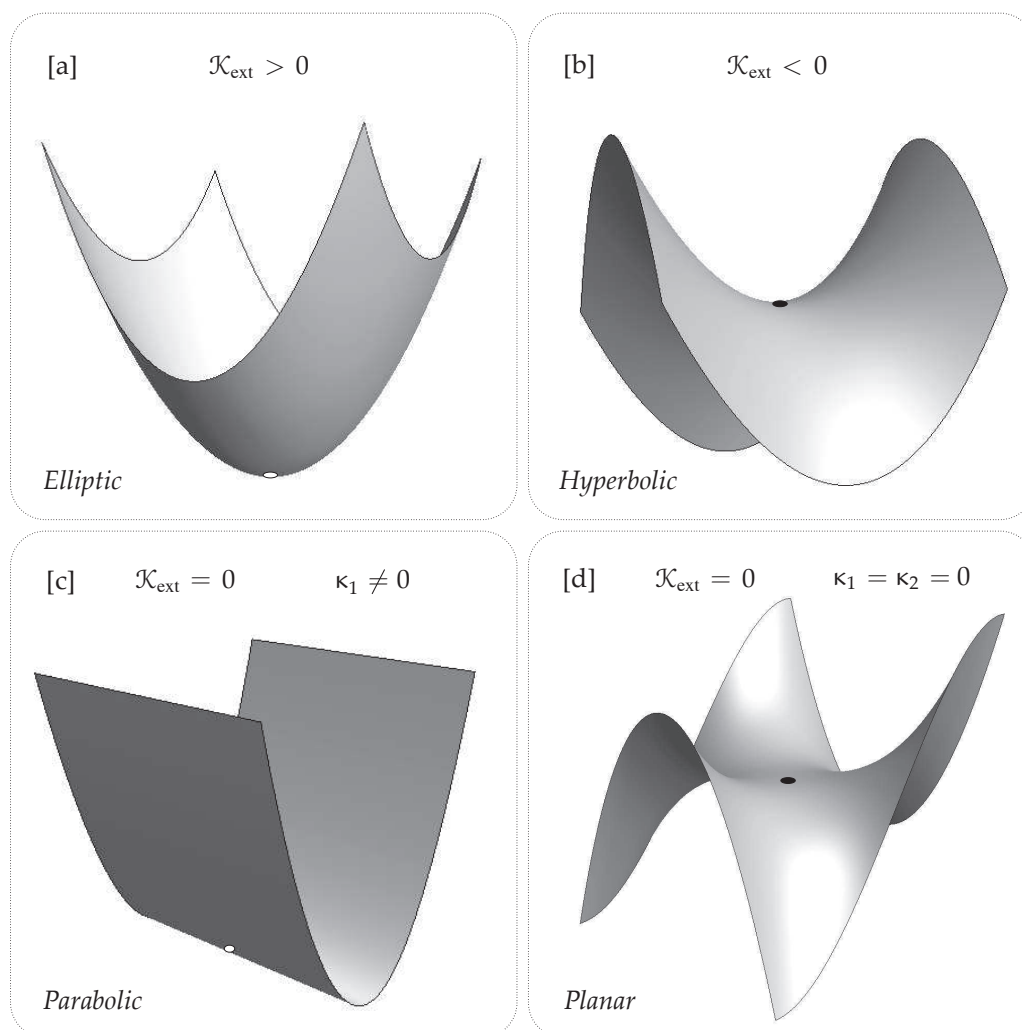 [a] 𝒦ext > 0
[b] 𝒦ext < 0
Elliptic
Hyperbolic
[c] 𝒦ext = 0 κ₁ ≠ 0
[d] 𝒦ext = 0 κ₁ = κ₂ = 0
Parabolic
Planar